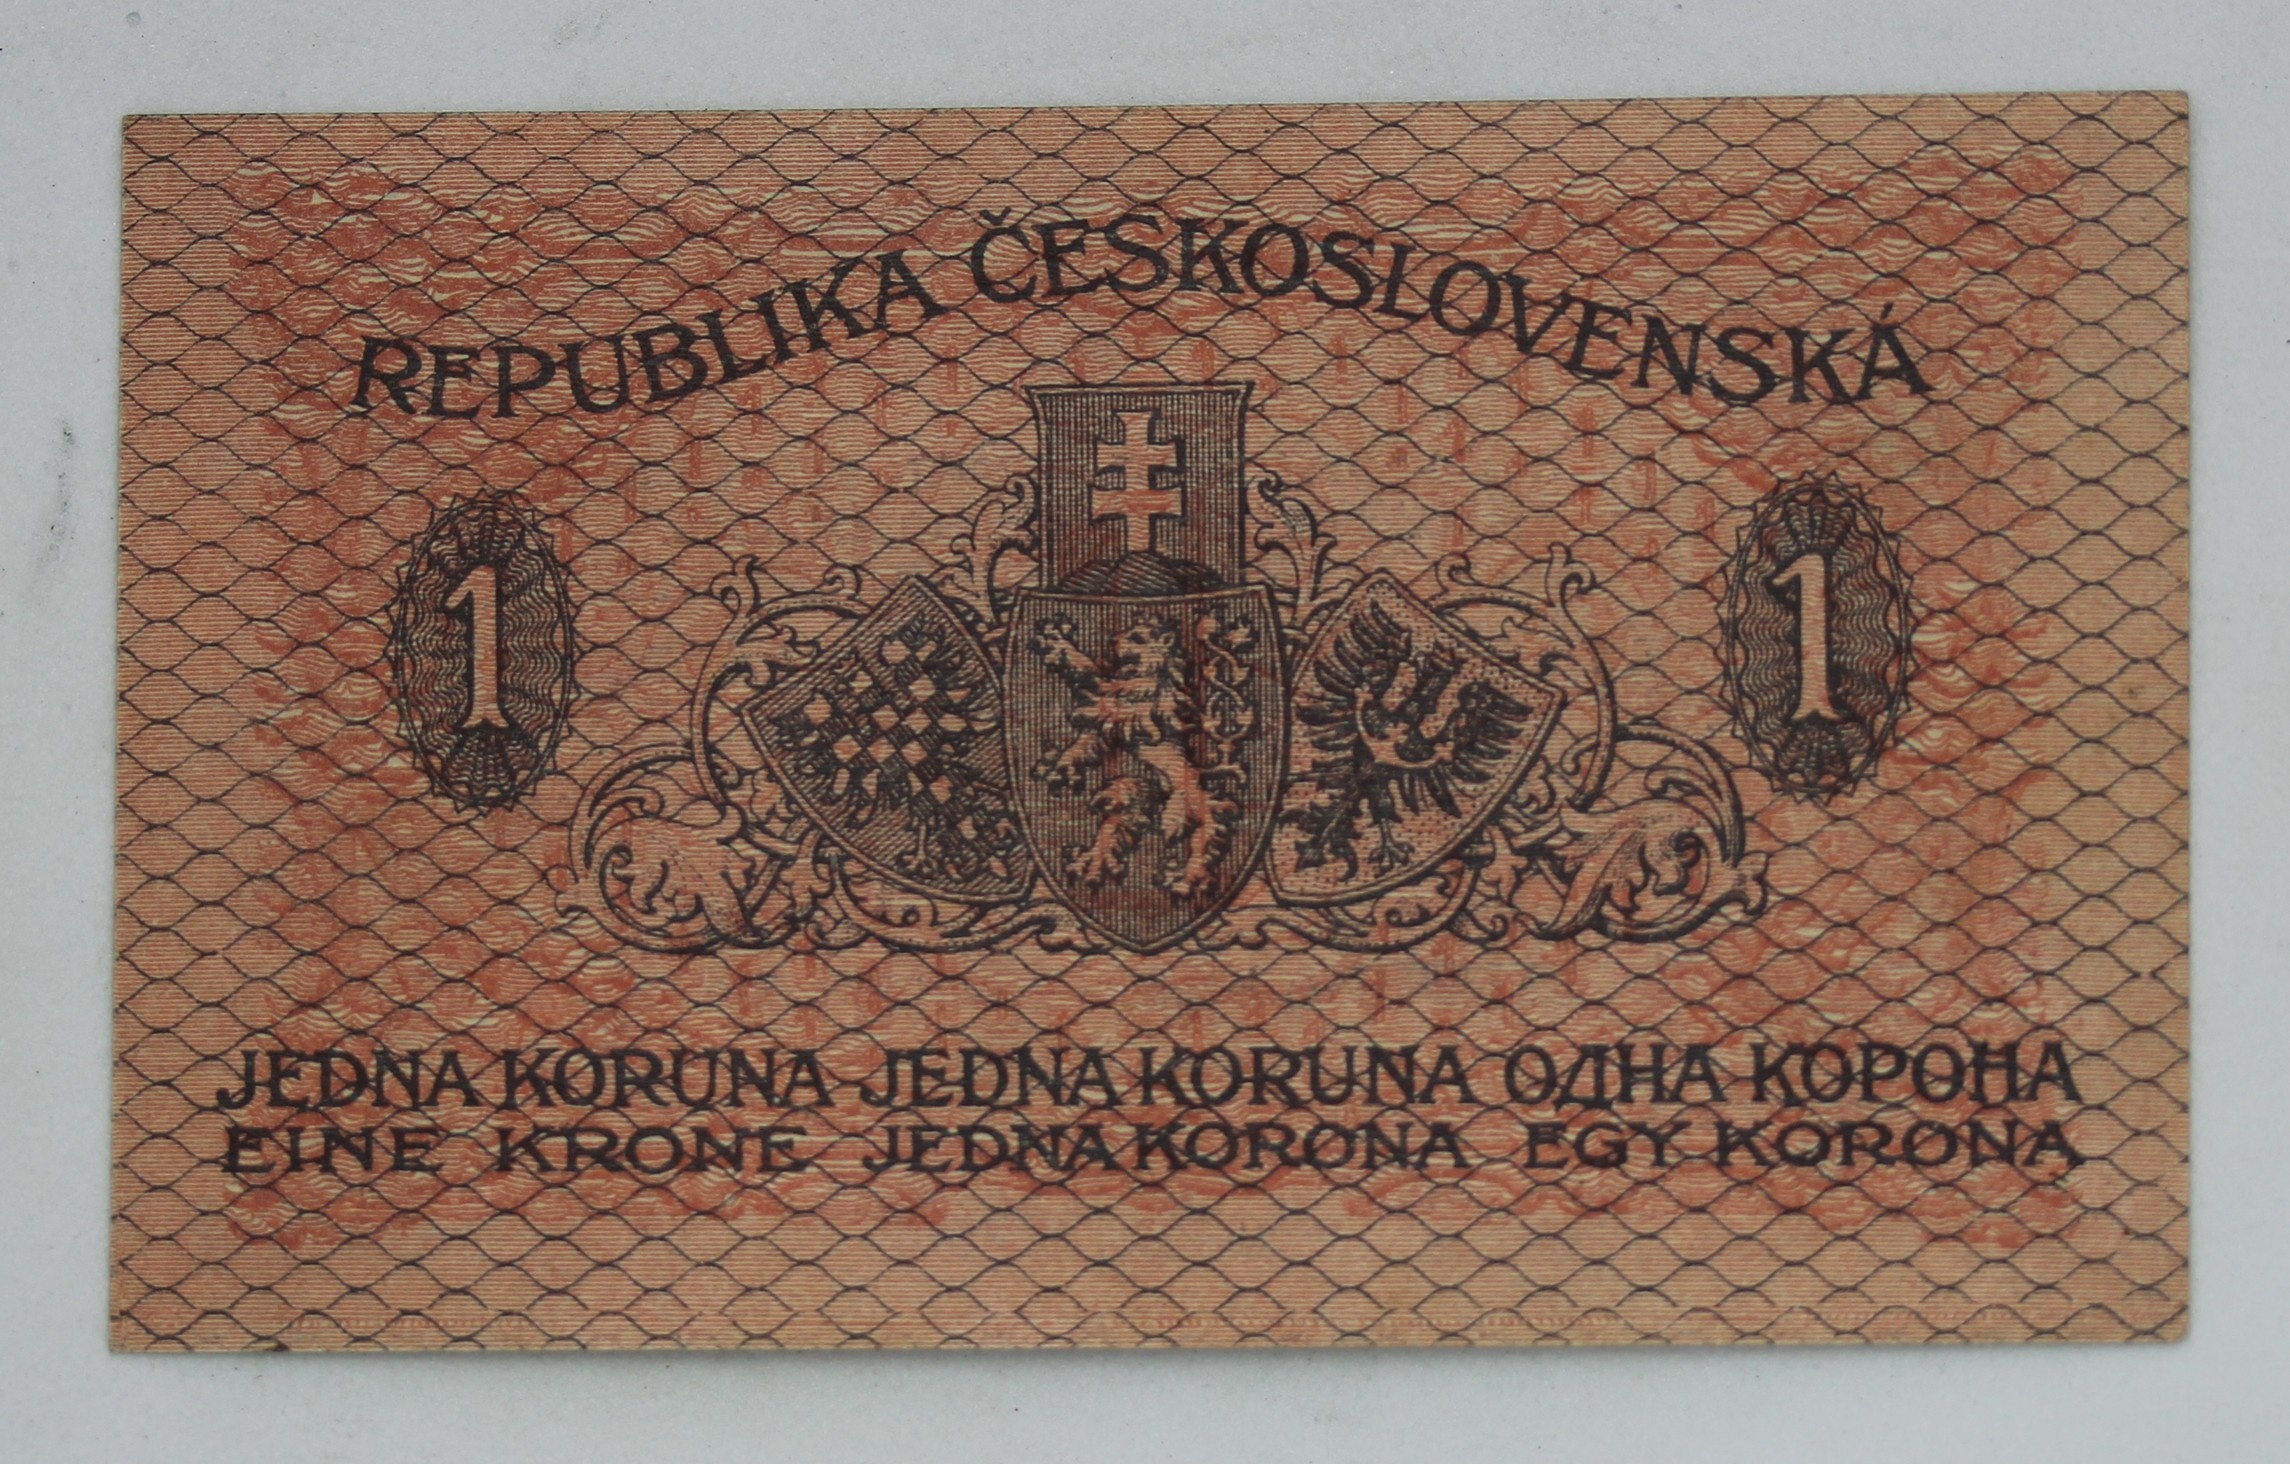 REPUBLIKA ČESKOSLOVENSKÁ
1 1
JEDNA KORUNA JEDNA KORUNA ОДНА КОРОНА
EINE KRONE JEDNA KORONA EGY KORONA